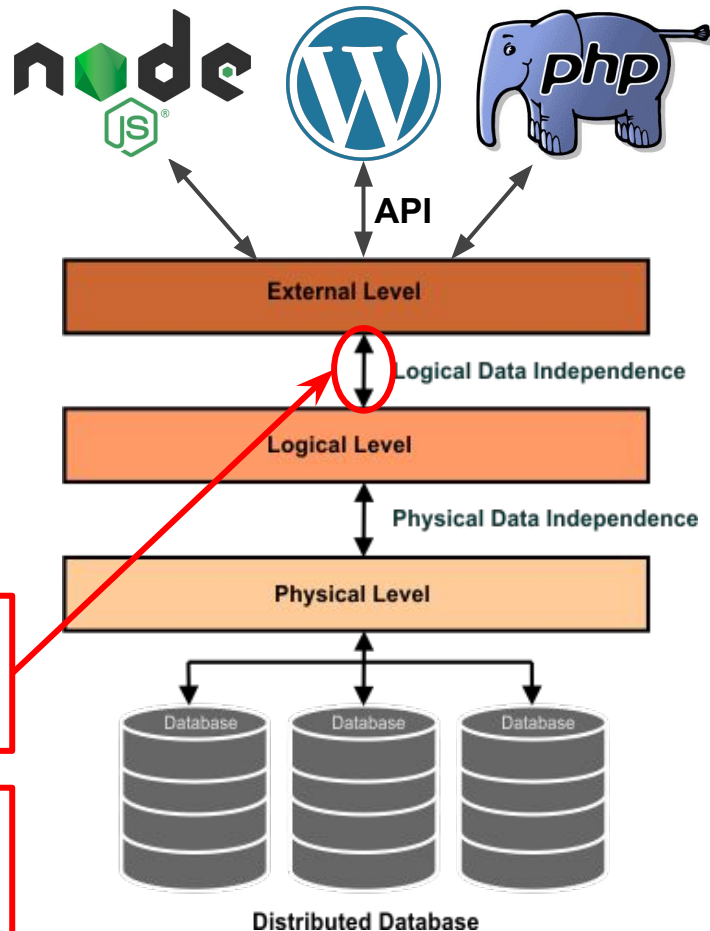 node
JS®
W
php
API
External Level
Logical Data Independence
Logical Level
Physical Data Independence
Physical Level
Database Database Database
Distributed Database